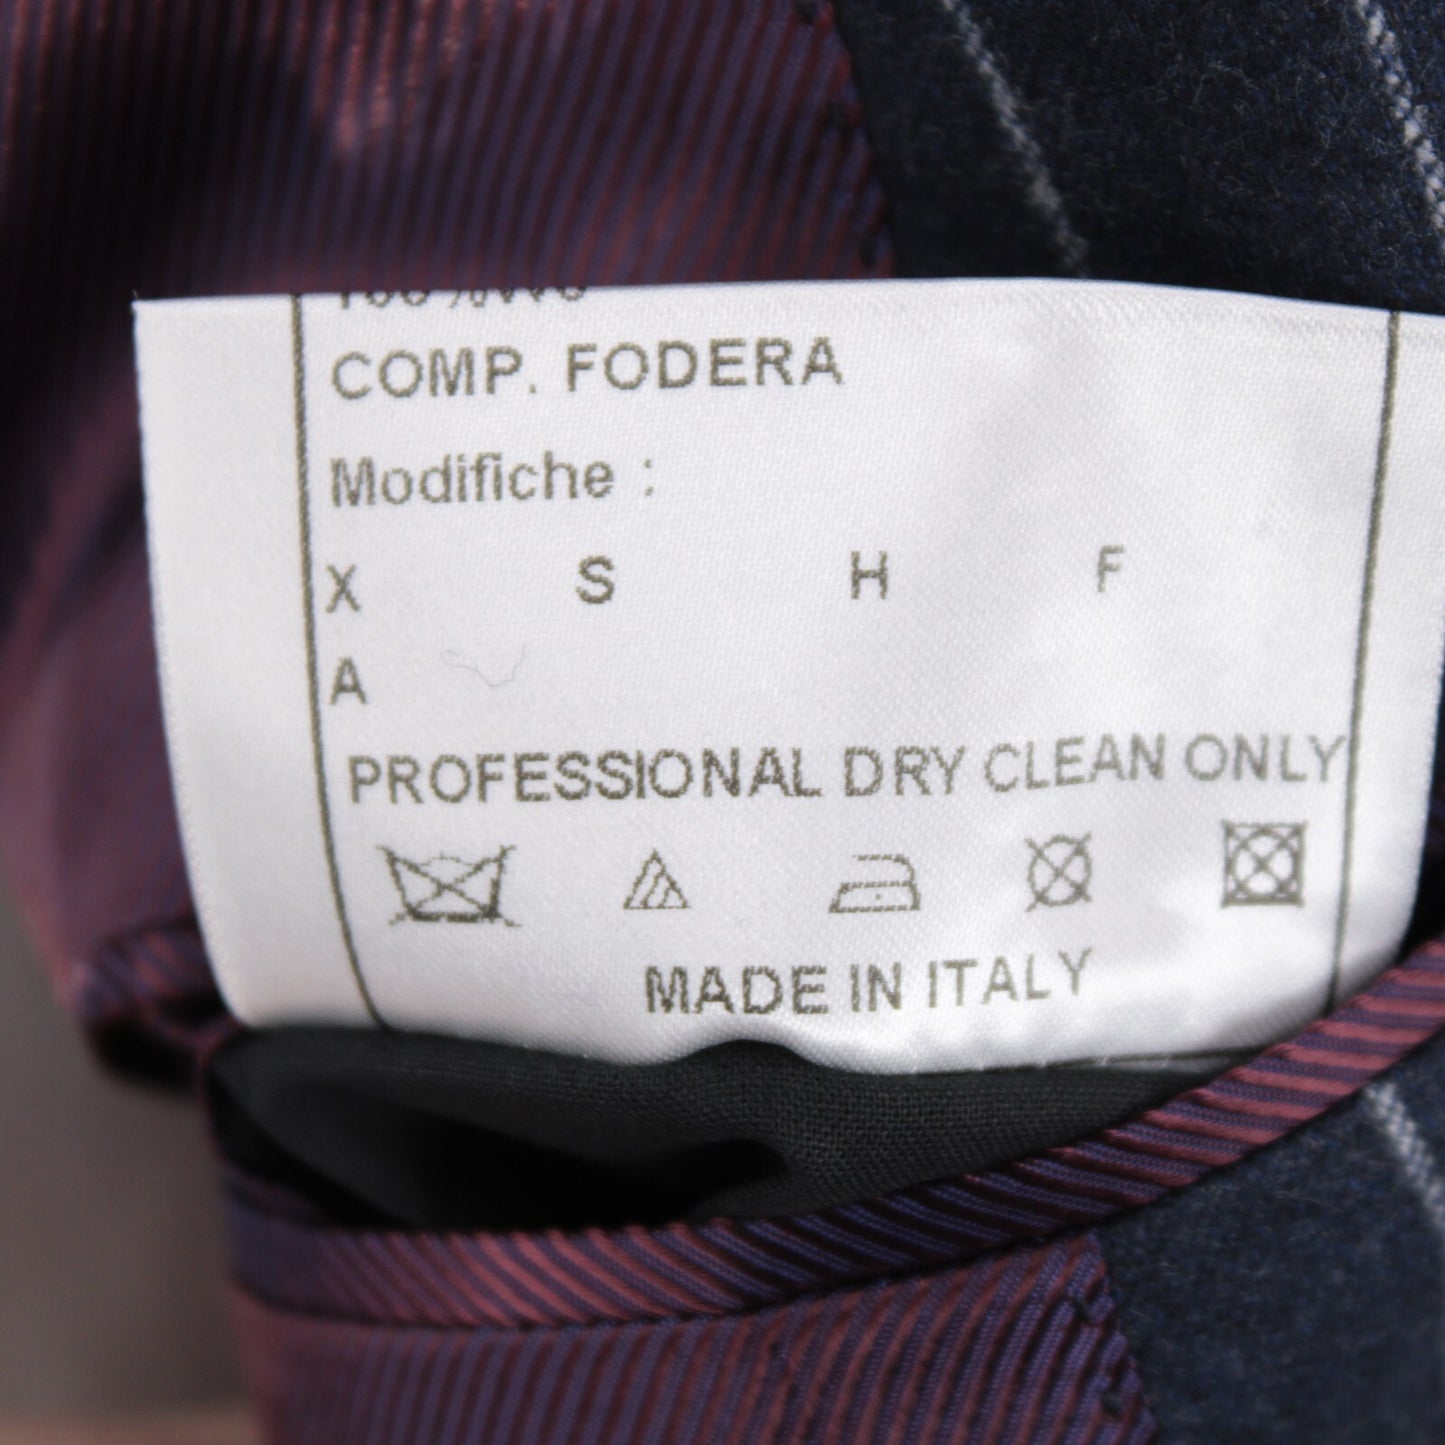 COMP. FODERA
Modifiche :
X S H F
A
PROFESSIONAL DRY CLEAN ONLY
MADE IN ITALY